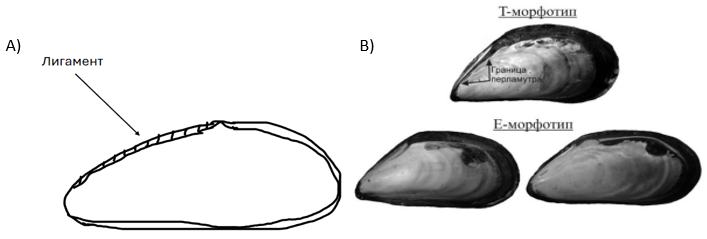 А)
Лигамент
В)
Т-морфотип
Граница
перламутра
Е-морфотип